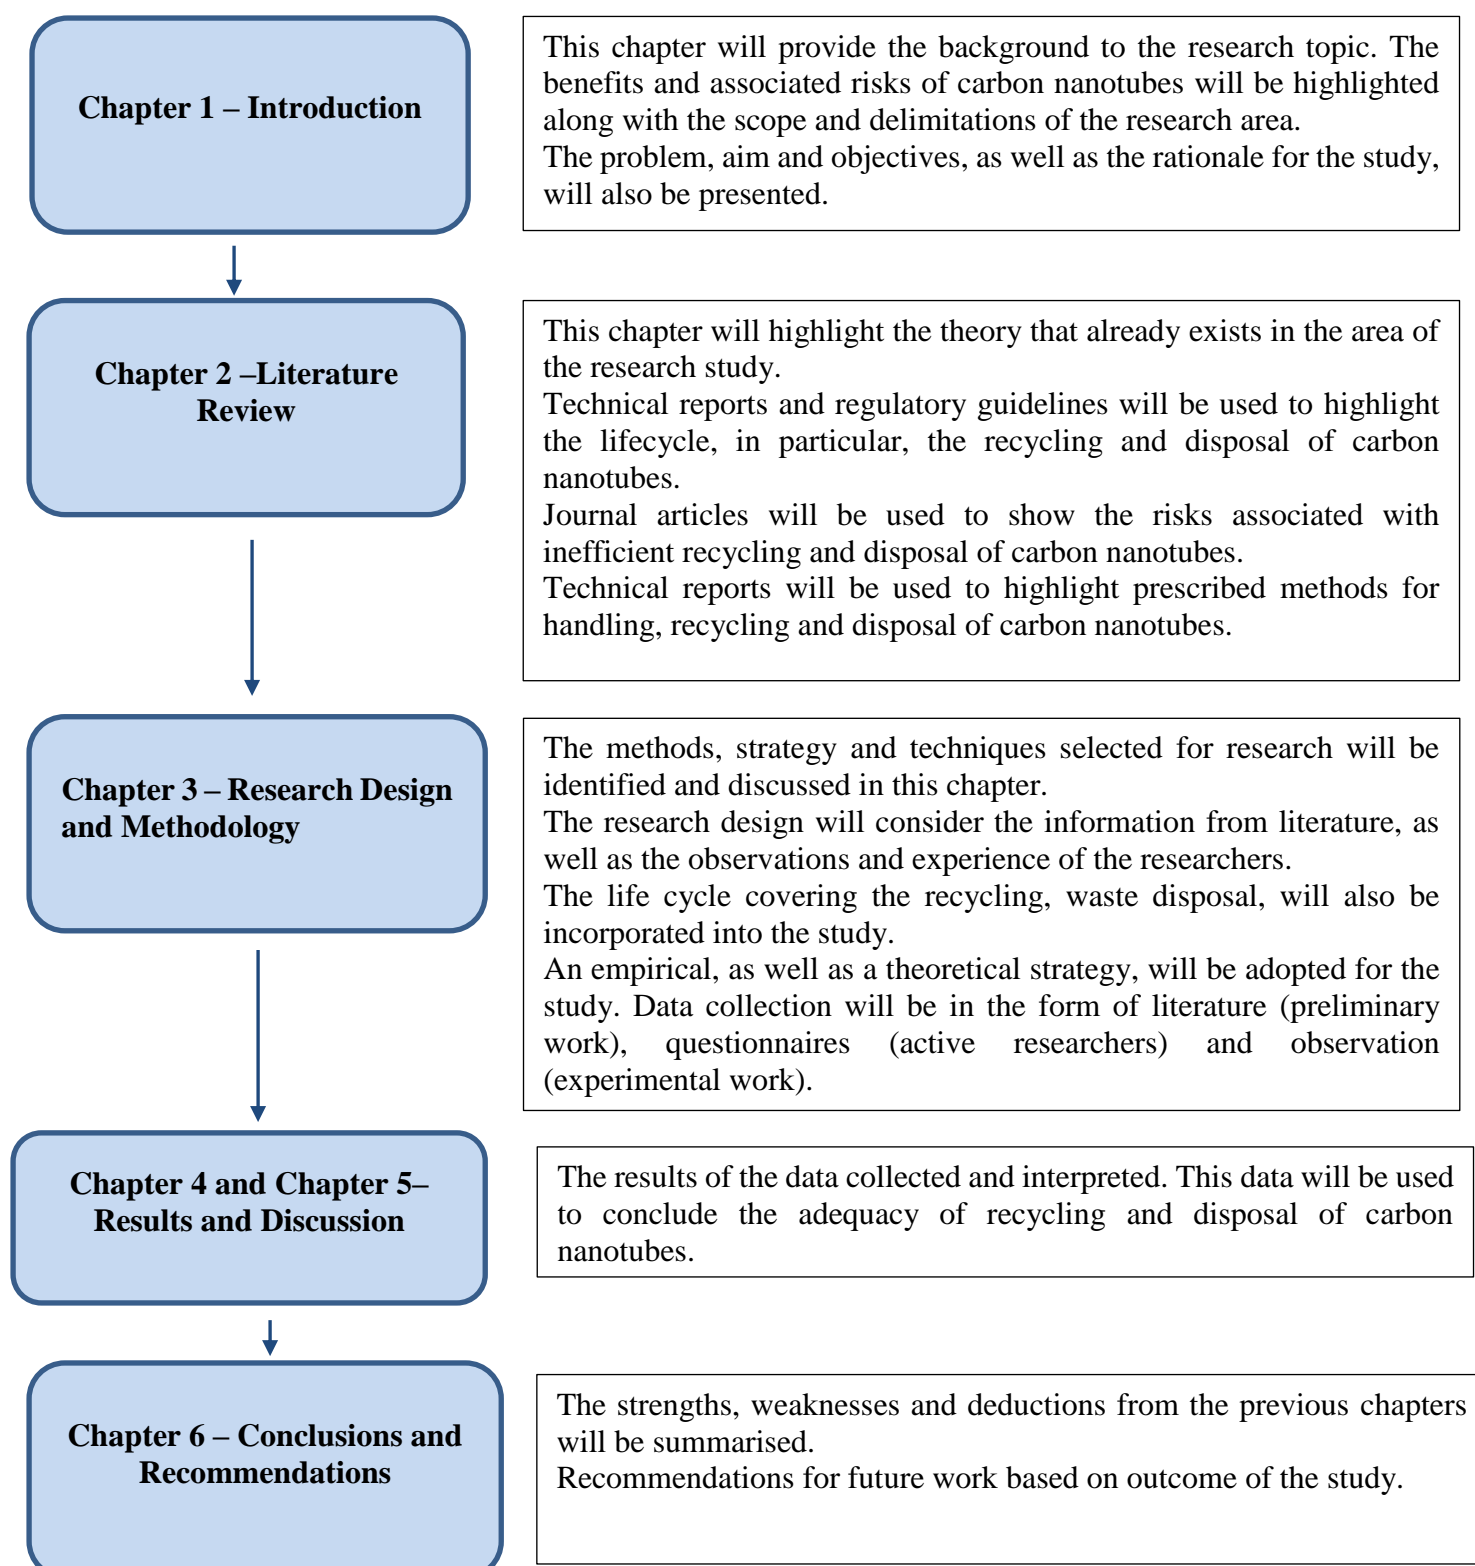 Chapter 1 – Introduction
This chapter will provide the background to the research topic. The
benefits and associated risks of carbon nanotubes will be highlighted
along with the scope and delimitations of the research area.
The problem, aim and objectives, as well as the rationale for the study,
will also be presented.
Chapter 2 –Literature
Review
This chapter will highlight the theory that already exists in the area of
the research study.
Technical reports and regulatory guidelines will be used to highlight
the lifecycle, in particular, the recycling and disposal of carbon
nanotubes.
Journal articles will be used to show the risks associated with
inefficient recycling and disposal of carbon nanotubes.
Technical reports will be used to highlight prescribed methods for
handling, recycling and disposal of carbon nanotubes.
Chapter 3 – Research Design
and Methodology
The methods, strategy and techniques selected for research will be
identified and discussed in this chapter.
The research design will consider the information from literature, as
well as the observations and experience of the researchers.
The life cycle covering the recycling, waste disposal, will also be
incorporated into the study.
An empirical, as well as a theoretical strategy, will be adopted for the
study. Data collection will be in the form of literature (preliminary
work), questionnaires (active researchers) and observation
(experimental work).
Chapter 4 and Chapter 5–
Results and Discussion
The results of the data collected and interpreted. This data will be used
to conclude the adequacy of recycling and disposal of carbon
nanotubes.
Chapter 6 – Conclusions and
Recommendations
The strengths, weaknesses and deductions from the previous chapters
will be summarised.
Recommendations for future work based on outcome of the study.